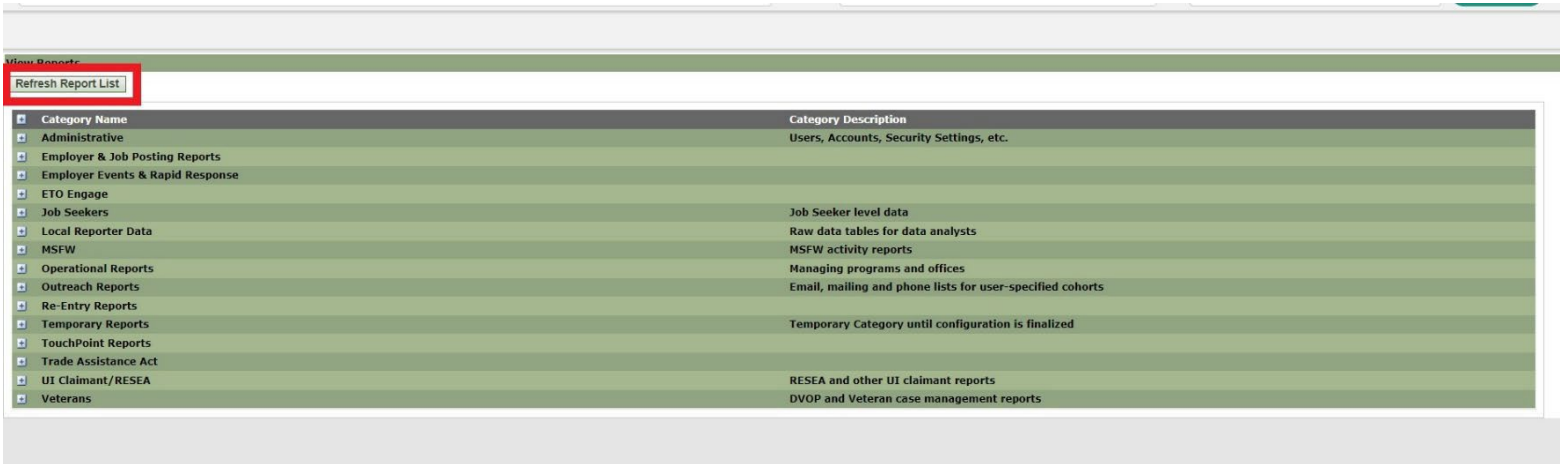 View Reports
Refresh Report List
Category Name Category Description
Administrative Users, Accounts, Security Settings, etc.
Employer & Job Posting Reports
Employer Events & Rapid Response
ETO Engage
Job Seekers Job Seeker level data
Local Reporter Data Raw data tables for data analysts
MSFW MSFW activity reports
Operational Reports Managing programs and offices
Outreach Reports Email, mailing and phone lists for user-specified cohorts
Re-Entry Reports
Temporary Reports Temporary Category until configuration is finalized
TouchPoint Reports
Trade Assistance Act
UI Claimant/RESEA RESEA and other UI claimant reports
Veterans DVOP and Veteran case management reports